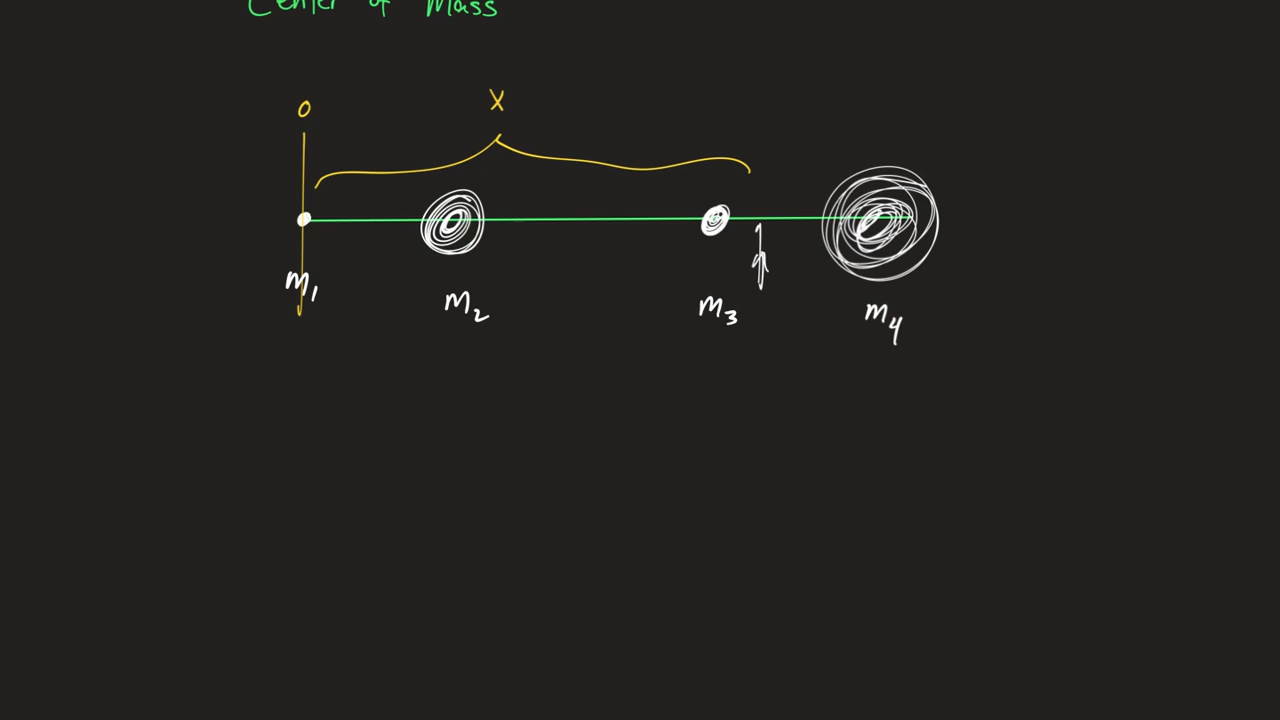 Center of Mass
0 X
m₁ m₂ m₃ m₄